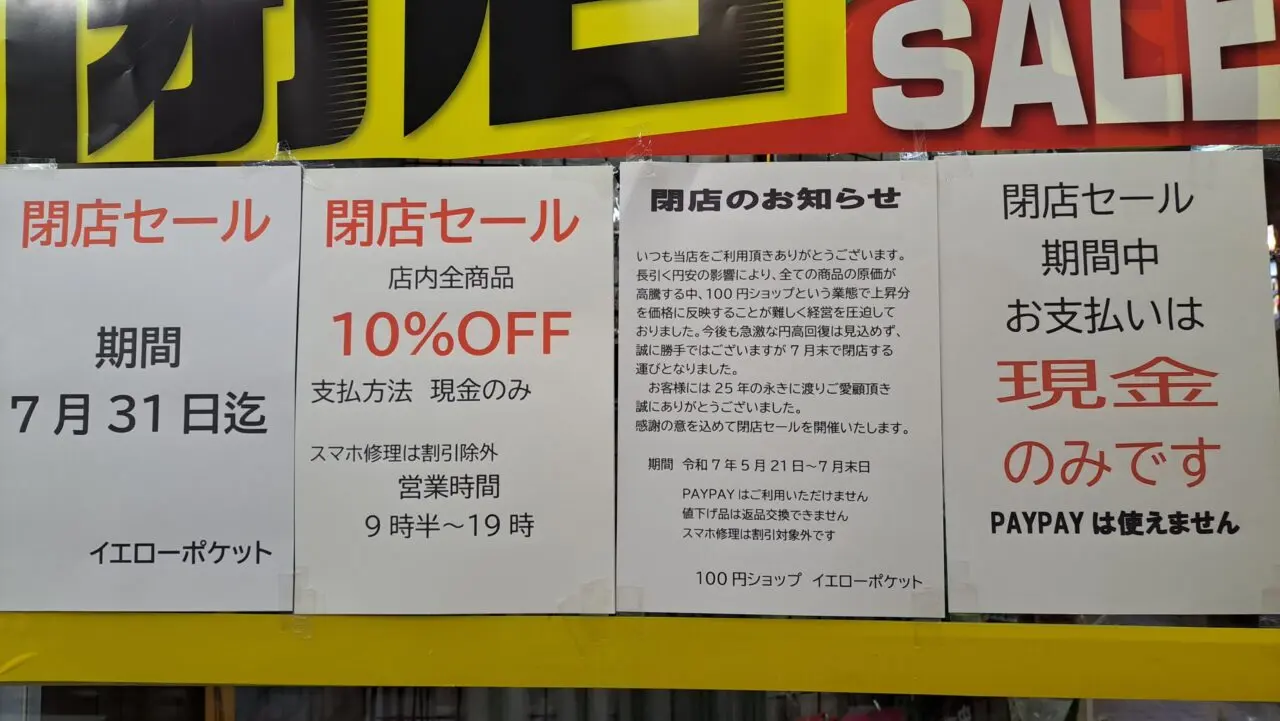 閉店
SALE
閉店セール
期間
7月31日迄
イエローポケット
閉店セール
店内全商品
10%OFF
支払方法 現金のみ
スマホ修理は割引除外
営業時間
9時半～19時
閉店のお知らせ
いつも当店をご利用頂きありがとうございます。
長引く円安の影響により、全ての商品の原価が
高騰する中、100円ショップという業態で上昇分
を価格に反映することが難しく経営を圧迫して
おりました。今後も急激な円高回復は見込めず、
誠に勝手ではございますが7月末で閉店する
運びとなりました。
お客様には25年の永きに渡りご愛顧頂き
誠にありがとうございました。
感謝の意を込めて閉店セールを開催いたします。
期間 令和7年5月21日～7月末日
PAYPAYはご利用いただけません
値下げ品は返品交換できません
スマホ修理は割引対象外です
100円ショップ イエローポケット
閉店セール
期間中
お支払いは
現金
のみです
PAYPAYは使えません